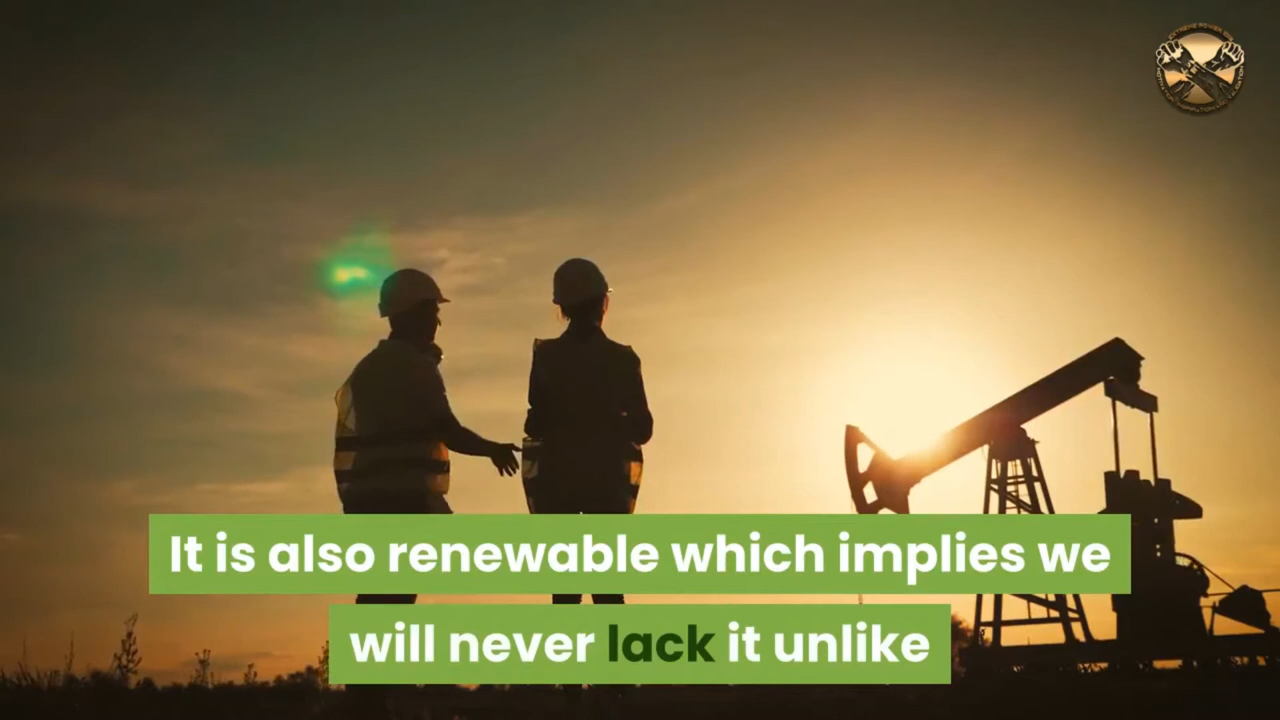 It is also renewable which implies we
will never lack it unlike